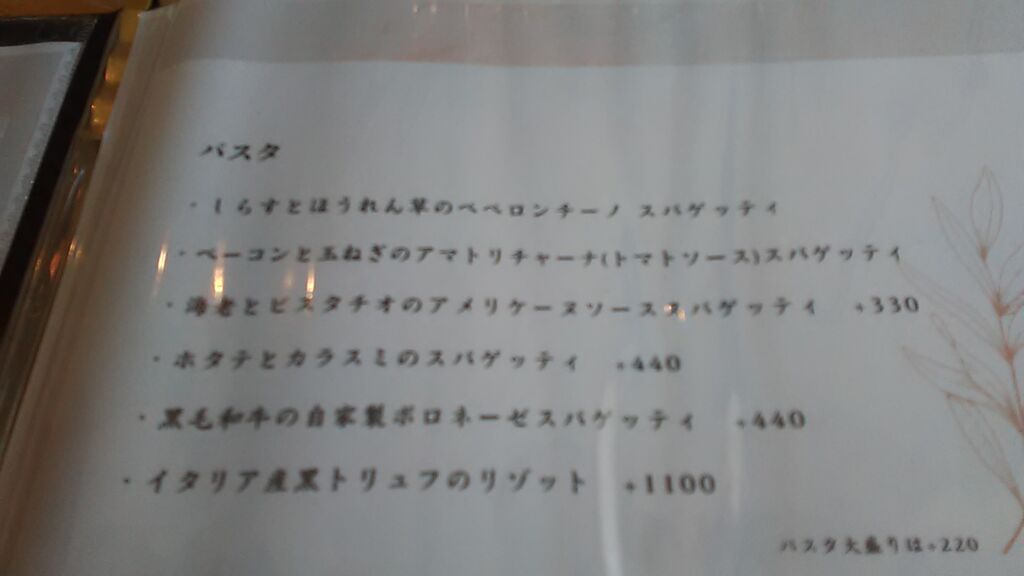 パスタ
・しらすとほうれん草のペペロンチーノ スパゲッティ
・ベーコンと玉ねぎのアマトリチャーナ(トマトソース)スパゲッティ
・海老とピスタチオのアメリケーヌソーススパゲッティ +330
・ホタテとカラスミのスパゲッティ +440
・黒毛和牛の自家製ボロネーゼスパゲッティ +440
・イタリア産黒トリュフのリゾット +1100
パスタ大盛りは+220